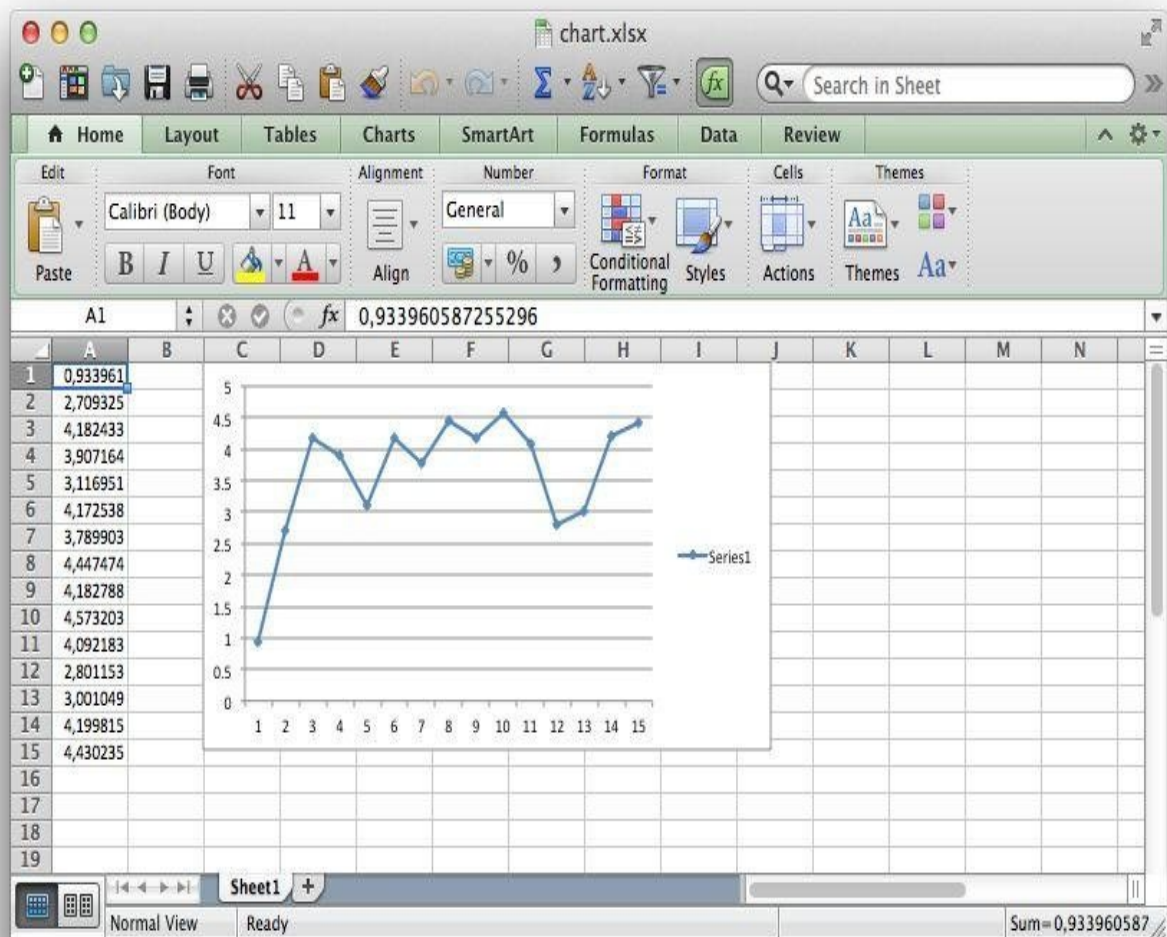 chart.xlsx
Search in Sheet
Home Layout Tables Charts SmartArt Formulas Data Review
Edit Font Alignment Number Format Cells Themes
Calibri (Body) 11 General
Paste B I U A Align % , Conditional Formatting Styles Actions Themes Aa
A1 fx 0,933960587255296
A B C D E F G H I J K L M N
1 0,933961
2 2,709325
3 4,182433
4 3,907164
5 3,116951
6 4,172538
7 3,789903
8 4,447474
9 4,182788
10 4,573203
11 4,092183
12 2,801153
13 3,001049
14 4,199815
15 4,430235
16
17
18
19
5
4.5
4
3.5
3
2.5
2
1.5
1
0.5
0
1 2 3 4 5 6 7 8 9 10 11 12 13 14 15
Series1
Sheet1
Normal View Ready Sum=0,933960587